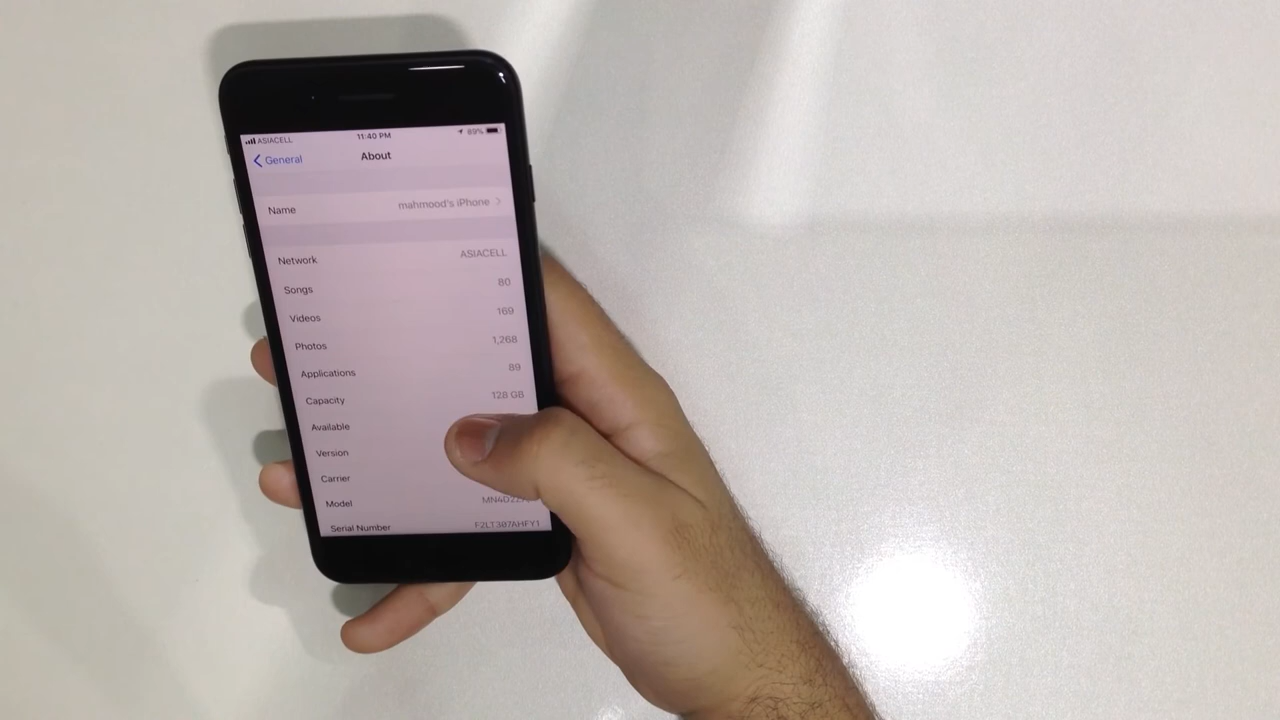 ASIACELL 11:40 PM 89%
General About
Name mahmood's iPhone
Network ASIACELL
Songs 80
Videos 169
Photos 1,268
Applications 89
Capacity 128 GB
Available
Version
Carrier
Model
Serial Number F2LT307AHFY1